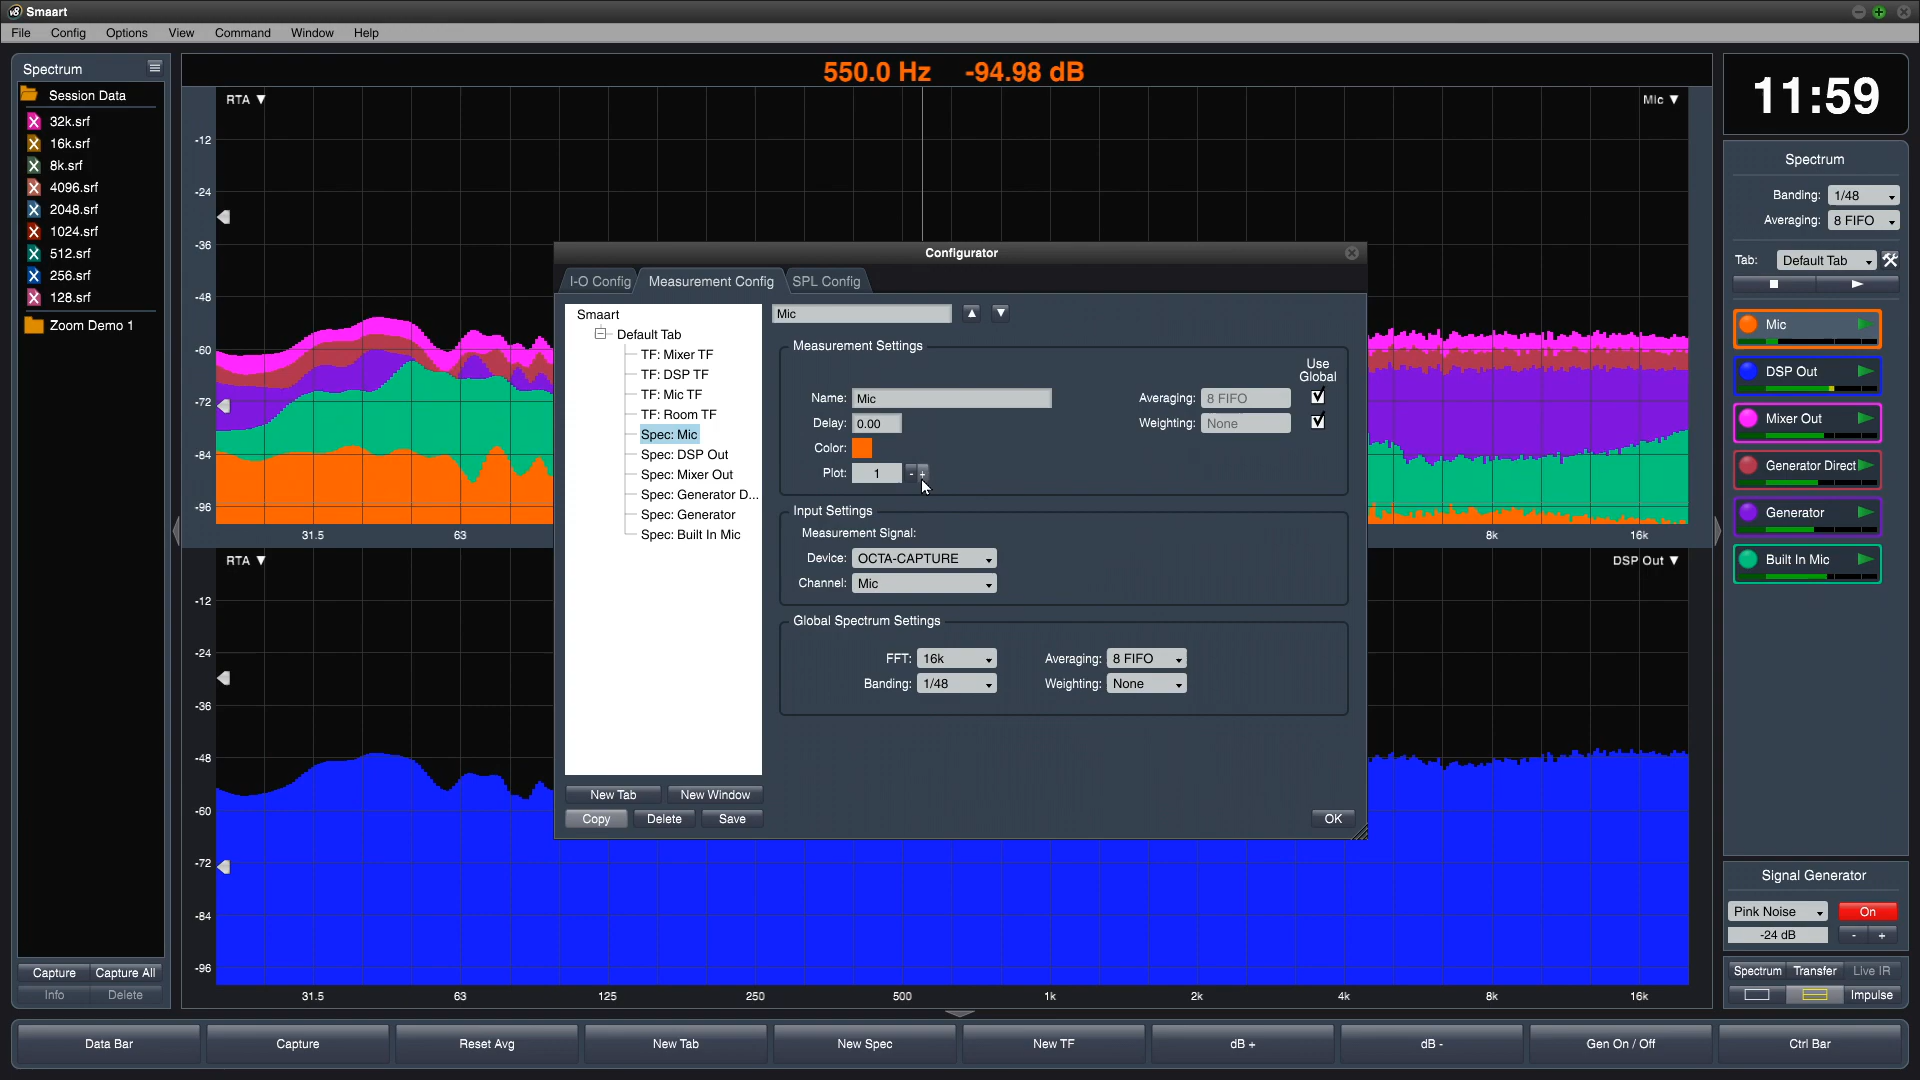 v8 Smaart
File Config Options View Command Window Help
Spectrum
Session Data
32k.srf
16k.srf
8k.srf
4096.srf
2048.srf
1024.srf
512.srf
256.srf
128.srf
Zoom Demo 1
Capture Capture All
Info Delete
550.0 Hz -94.98 dB
RTA ▼ Mic ▼
-12
-24
-36
-48
-60
-72
-84
-96
31.5 63 8k 16k
RTA ▼ DSP Out ▼
-12
-24
-36
-48
-60
-72
-84
-96
31.5 63 125 250 500 1k 2k 4k 8k 16k
Configurator
I-O Config Measurement Config SPL Config
Smaart
Default Tab
TF: Mixer TF
TF: DSP TF
TF: Mic TF
TF: Room TF
Spec: Mic
Spec: DSP Out
Spec: Mixer Out
Spec: Generator D...
Spec: Generator
Spec: Built In Mic
New Tab New Window
Copy Delete Save
Mic ▲ ▼
Measurement Settings
Use
Global
Name: Mic Averaging: 8 FIFO
Delay: 0.00 Weighting: None
Color:
Plot: 1 - +
Input Settings
Measurement Signal:
Device: OCTA-CAPTURE
Channel: Mic
Global Spectrum Settings
FFT: 16k Averaging: 8 FIFO
Banding: 1/48 Weighting: None
OK
11:59
Spectrum
Banding: 1/48
Averaging: 8 FIFO
Tab: Default Tab
Mic
DSP Out
Mixer Out
Generator Direct
Generator
Built In Mic
Signal Generator
Pink Noise On
-24 dB - +
Spectrum Transfer Live IR
Impulse
Data Bar Capture Reset Avg New Tab New Spec New TF dB + dB - Gen On / Off Ctrl Bar